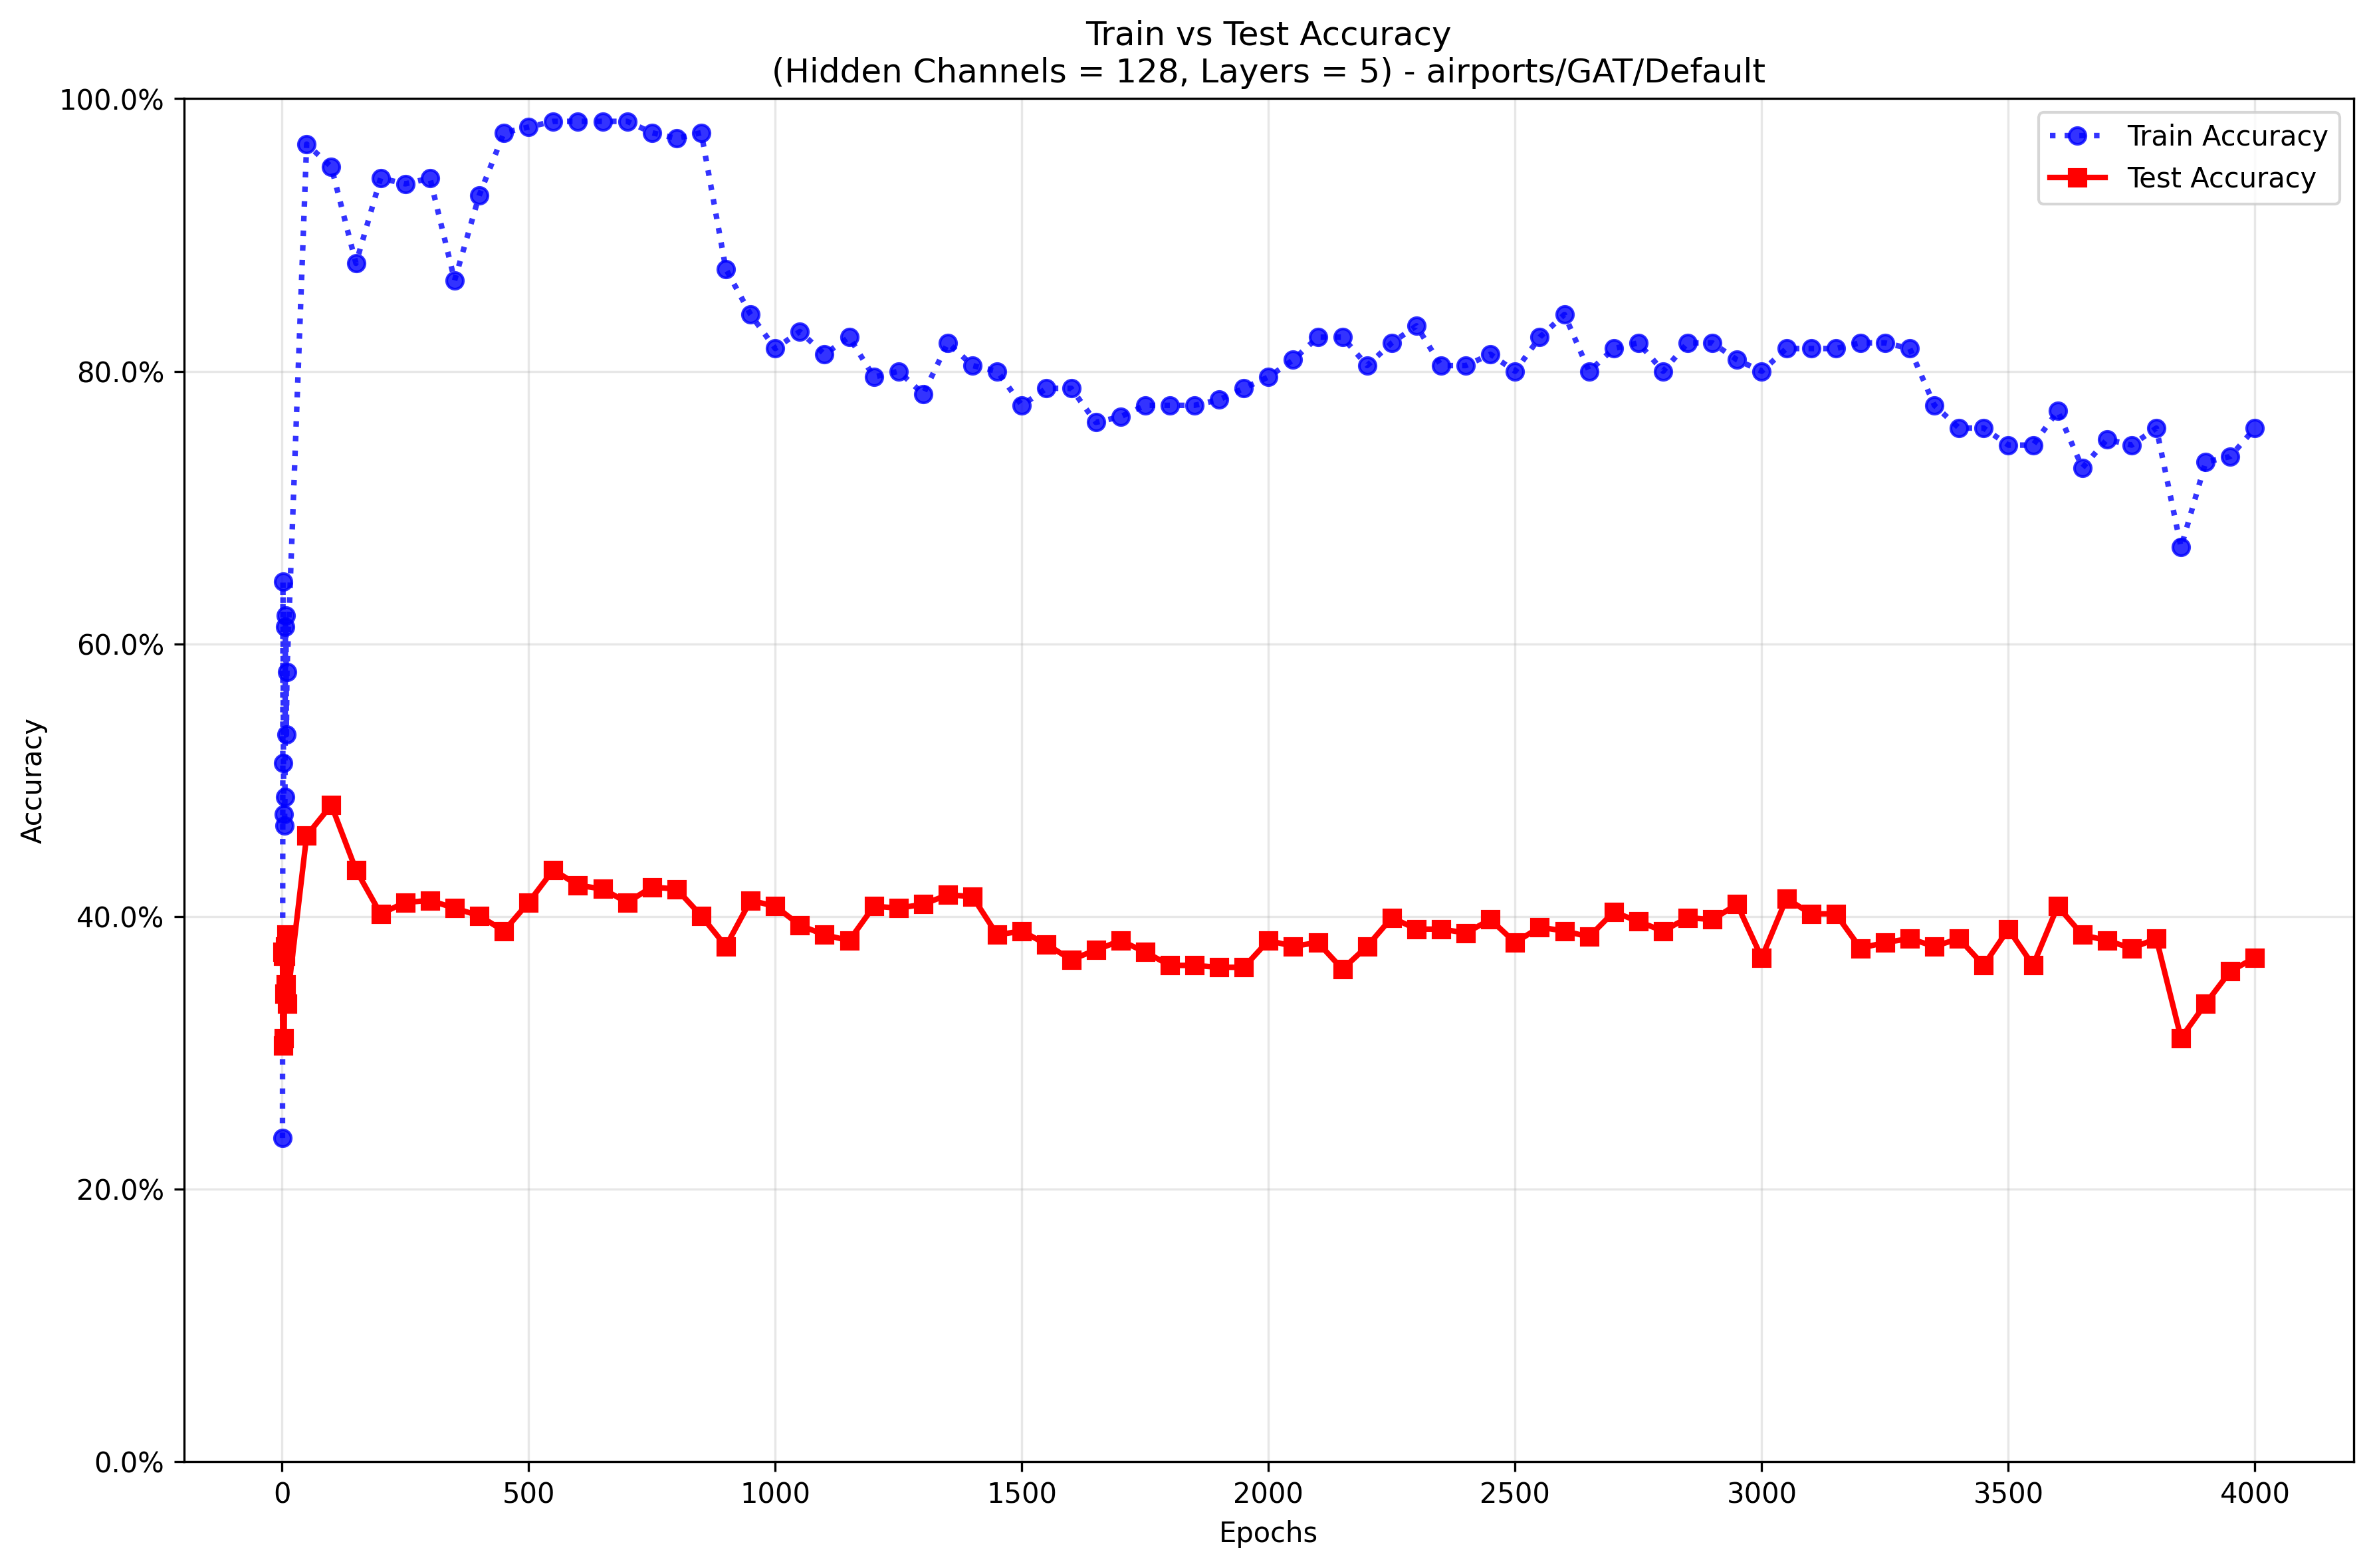 Train vs Test Accuracy
(Hidden Channels = 128, Layers = 5) - airports/GAT/Default
100.0%
80.0%
60.0%
40.0%
20.0%
0.0%
Accuracy
Train Accuracy
Test Accuracy
0 500 1000 1500 2000 2500 3000 3500 4000
Epochs